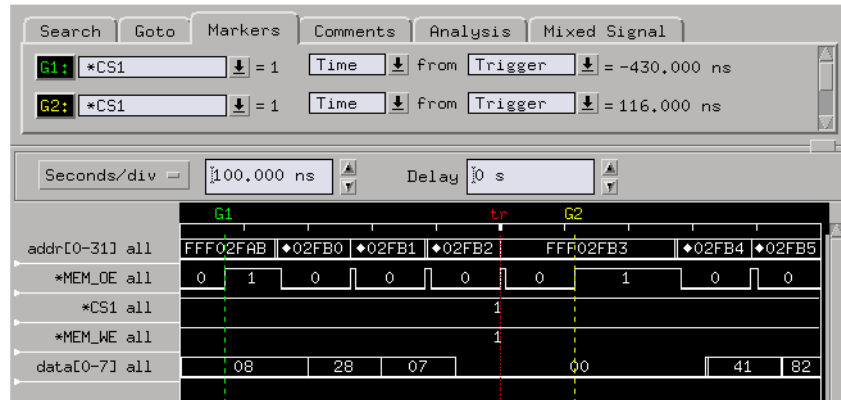 Search Goto Markers Comments Analysis Mixed Signal
G1: *CS1 = 1 Time from Trigger = -430.000 ns
G2: *CS1 = 1 Time from Trigger = 116.000 ns
Seconds/div 100.000 ns Delay 0 s
G1 tr G2
addr[0-31] all FFF02FAB ◆02FB0 ◆02FB1 ◆02FB2 FFF02FB3 ◆02FB4 ◆02FB5
*MEM_OE all 0 1 0 0 0 0 1 0 0
*CS1 all 1
*MEM_WE all 1
data[0-7] all 08 28 07 00 41 82